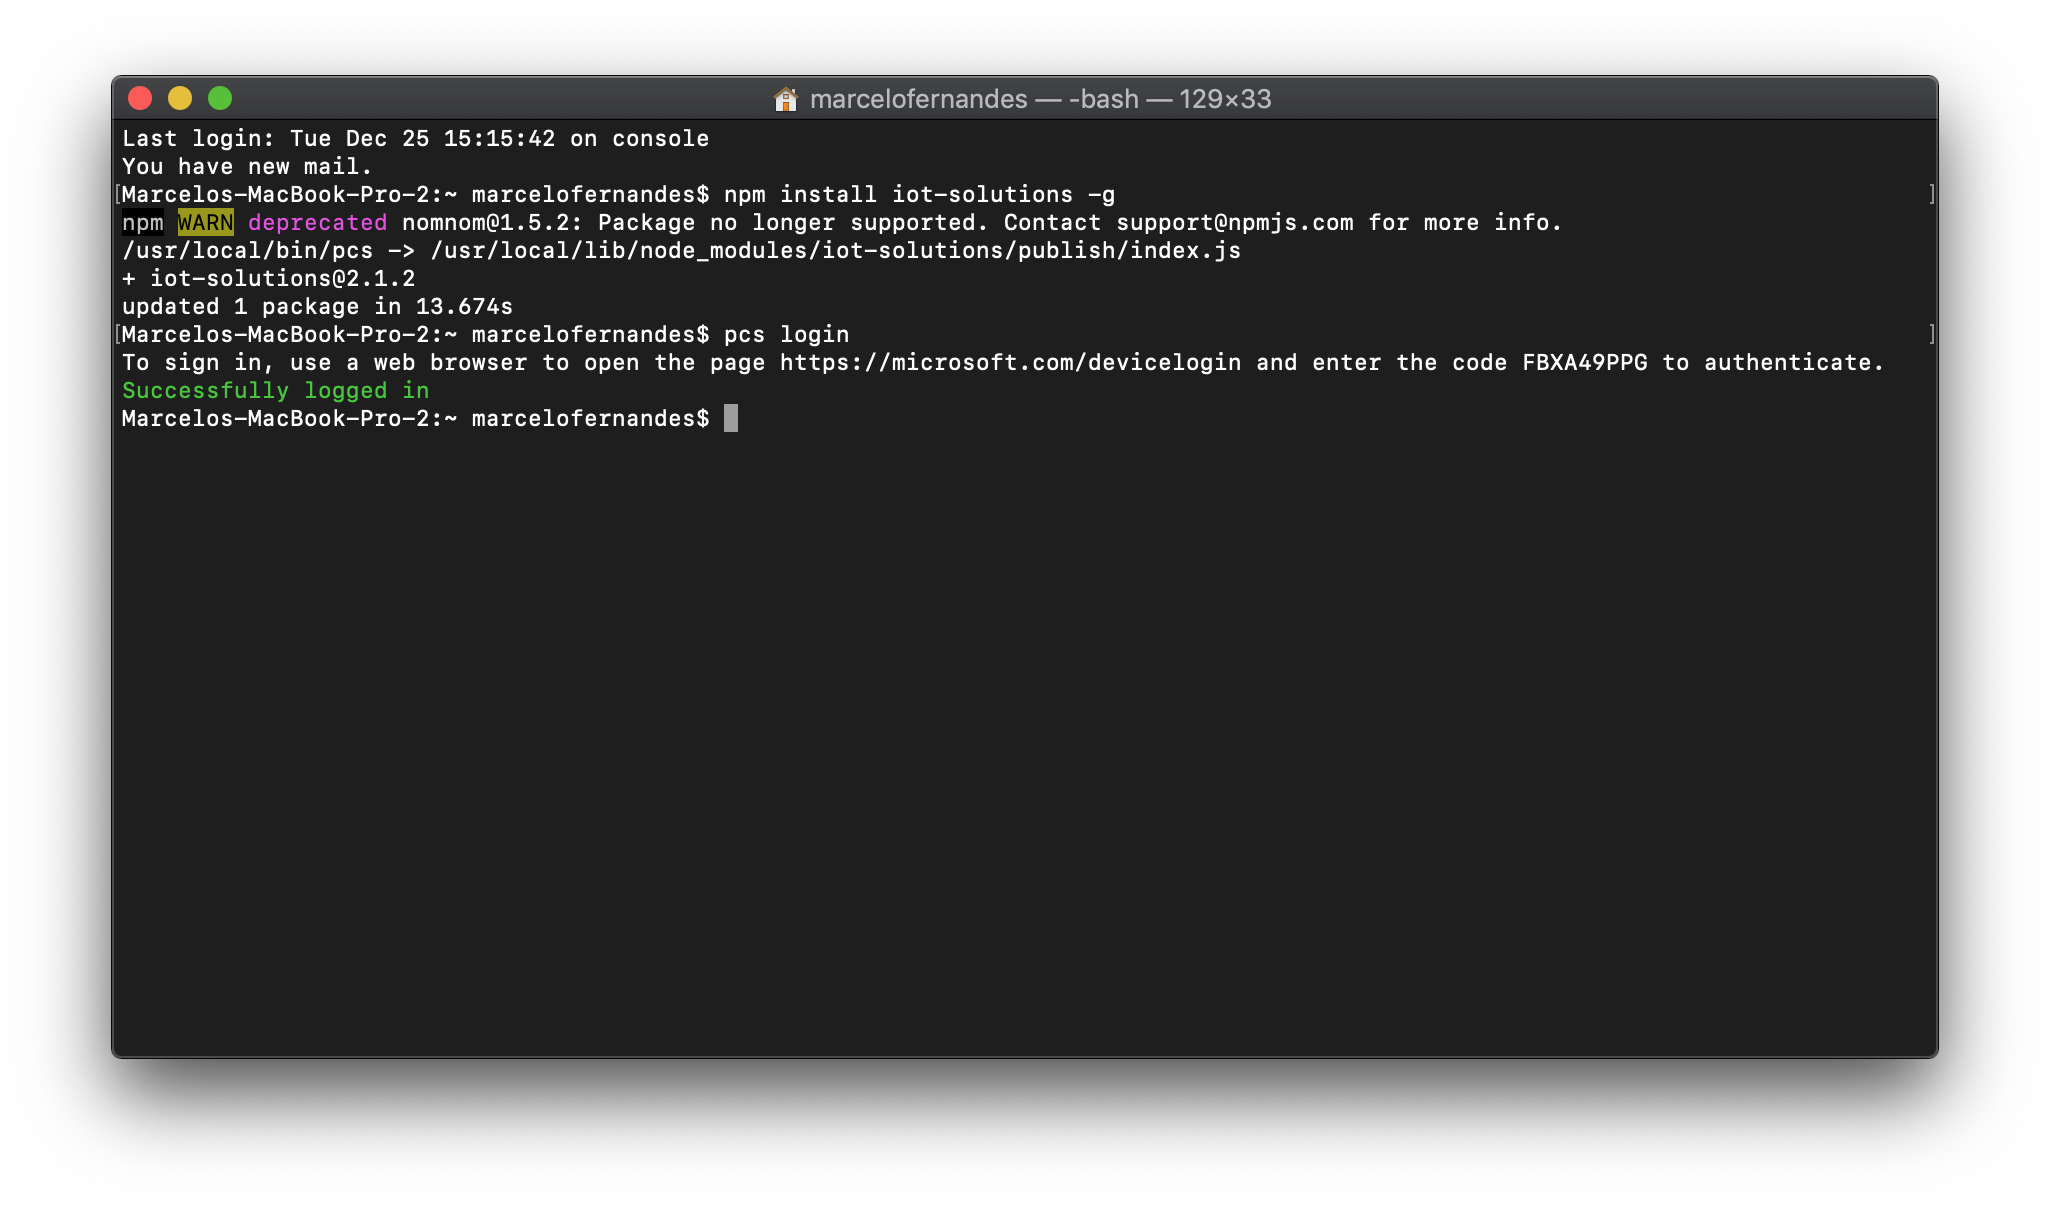 marcelofernandes — -bash — 129×33
Last login: Tue Dec 25 15:15:42 on console
You have new mail.
[Marcelos-MacBook-Pro-2:~ marcelofernandes$ npm install iot-solutions -g ]
npm WARN deprecated nomnom@1.5.2: Package no longer supported. Contact support@npmjs.com for more info.
/usr/local/bin/pcs -> /usr/local/lib/node_modules/iot-solutions/publish/index.js
+ iot-solutions@2.1.2
updated 1 package in 13.674s
[Marcelos-MacBook-Pro-2:~ marcelofernandes$ pcs login ]
To sign in, use a web browser to open the page https://microsoft.com/devicelogin and enter the code FBXA49PPG to authenticate.
Successfully logged in
Marcelos-MacBook-Pro-2:~ marcelofernandes$